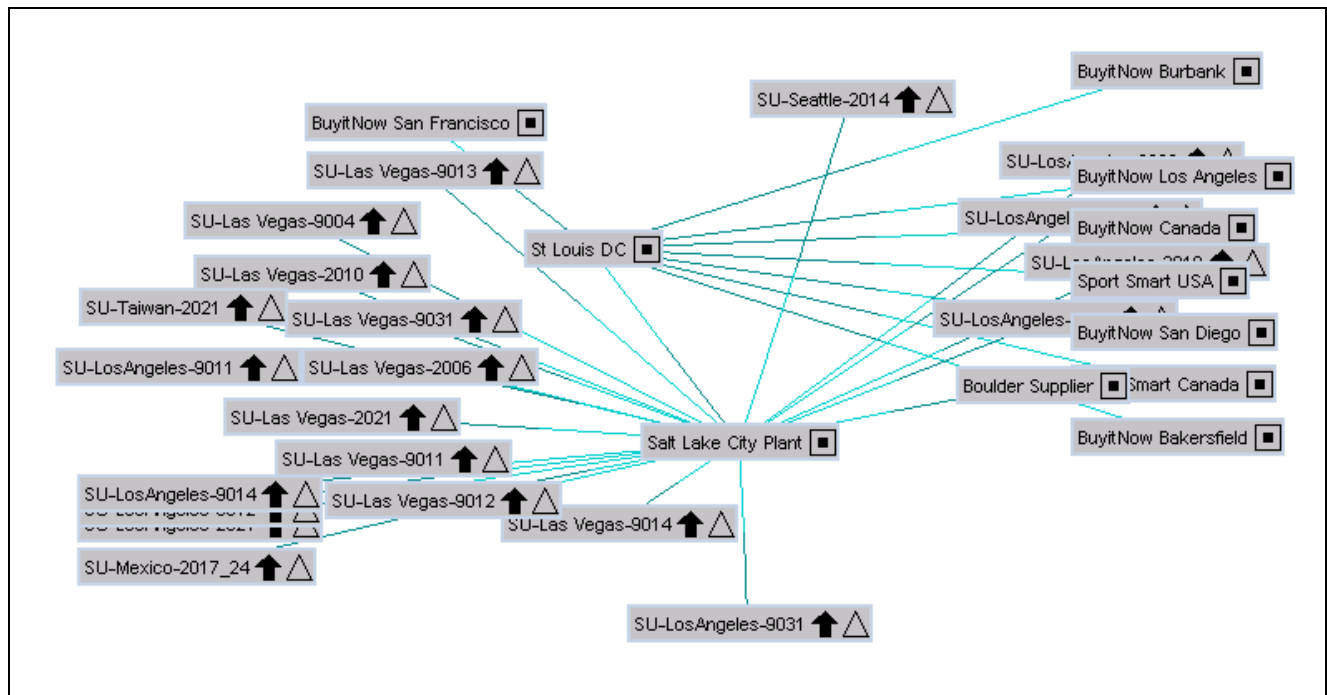 BuyitNow Burbank
SU-Seattle-2014
BuyitNow San Francisco
SU-Las Vegas-9013
BuyitNow Los Angeles
SU-Las Vegas-9004
SU-LosAngel
BuyitNow Canada
St Louis DC
SU-Las Vegas-2010
Sport Smart USA
SU-Taiwan-2021
SU-Las Vegas-9031
SU-LosAngeles-
BuyitNow San Diego
SU-LosAngeles-9011
SU-Las Vegas-2006
Boulder Supplier
Smart Canada
SU-Las Vegas-2021
Salt Lake City Plant
BuyitNow Bakersfield
SU-Las Vegas-9011
SU-LosAngeles-9014
SU-Las Vegas-9012
SU-Las Vegas-9014
SU-Mexico-2017_24
SU-LosAngeles-9031